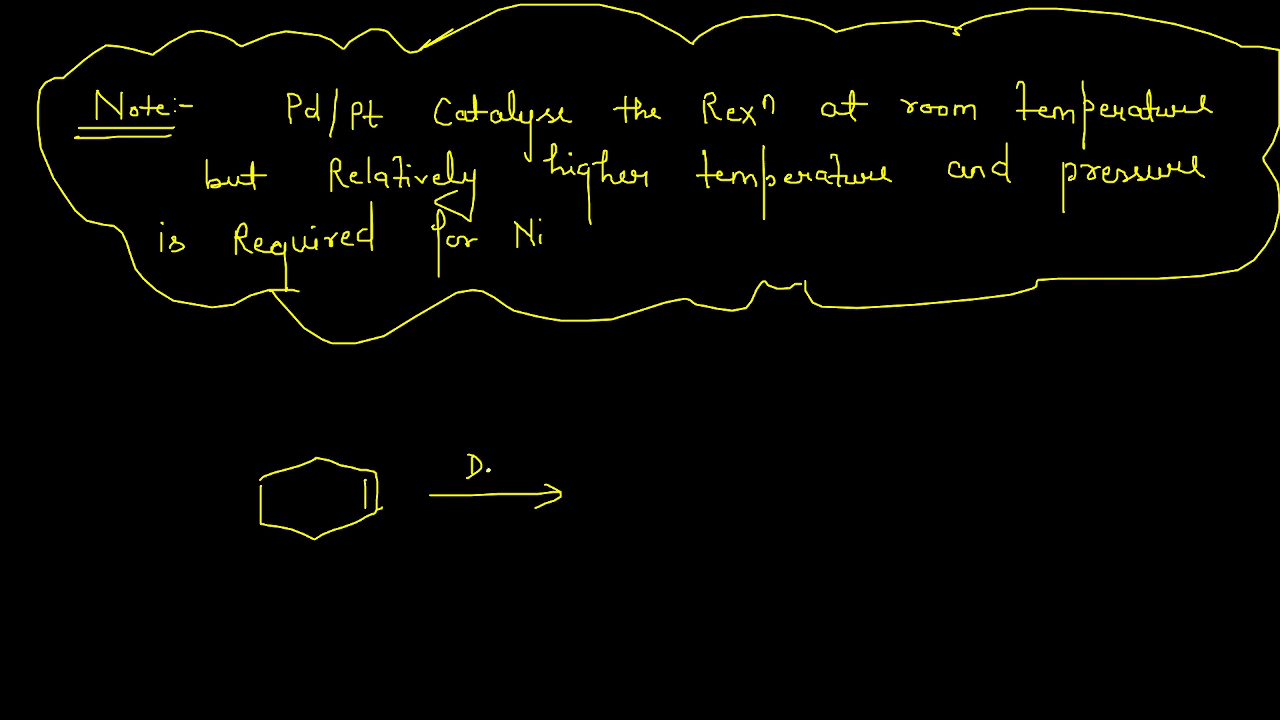 Note:- Pd/Pt Catalyse the Rexⁿ at room temperature
but Relatively higher temperature and pressure
is Required for Ni
D.